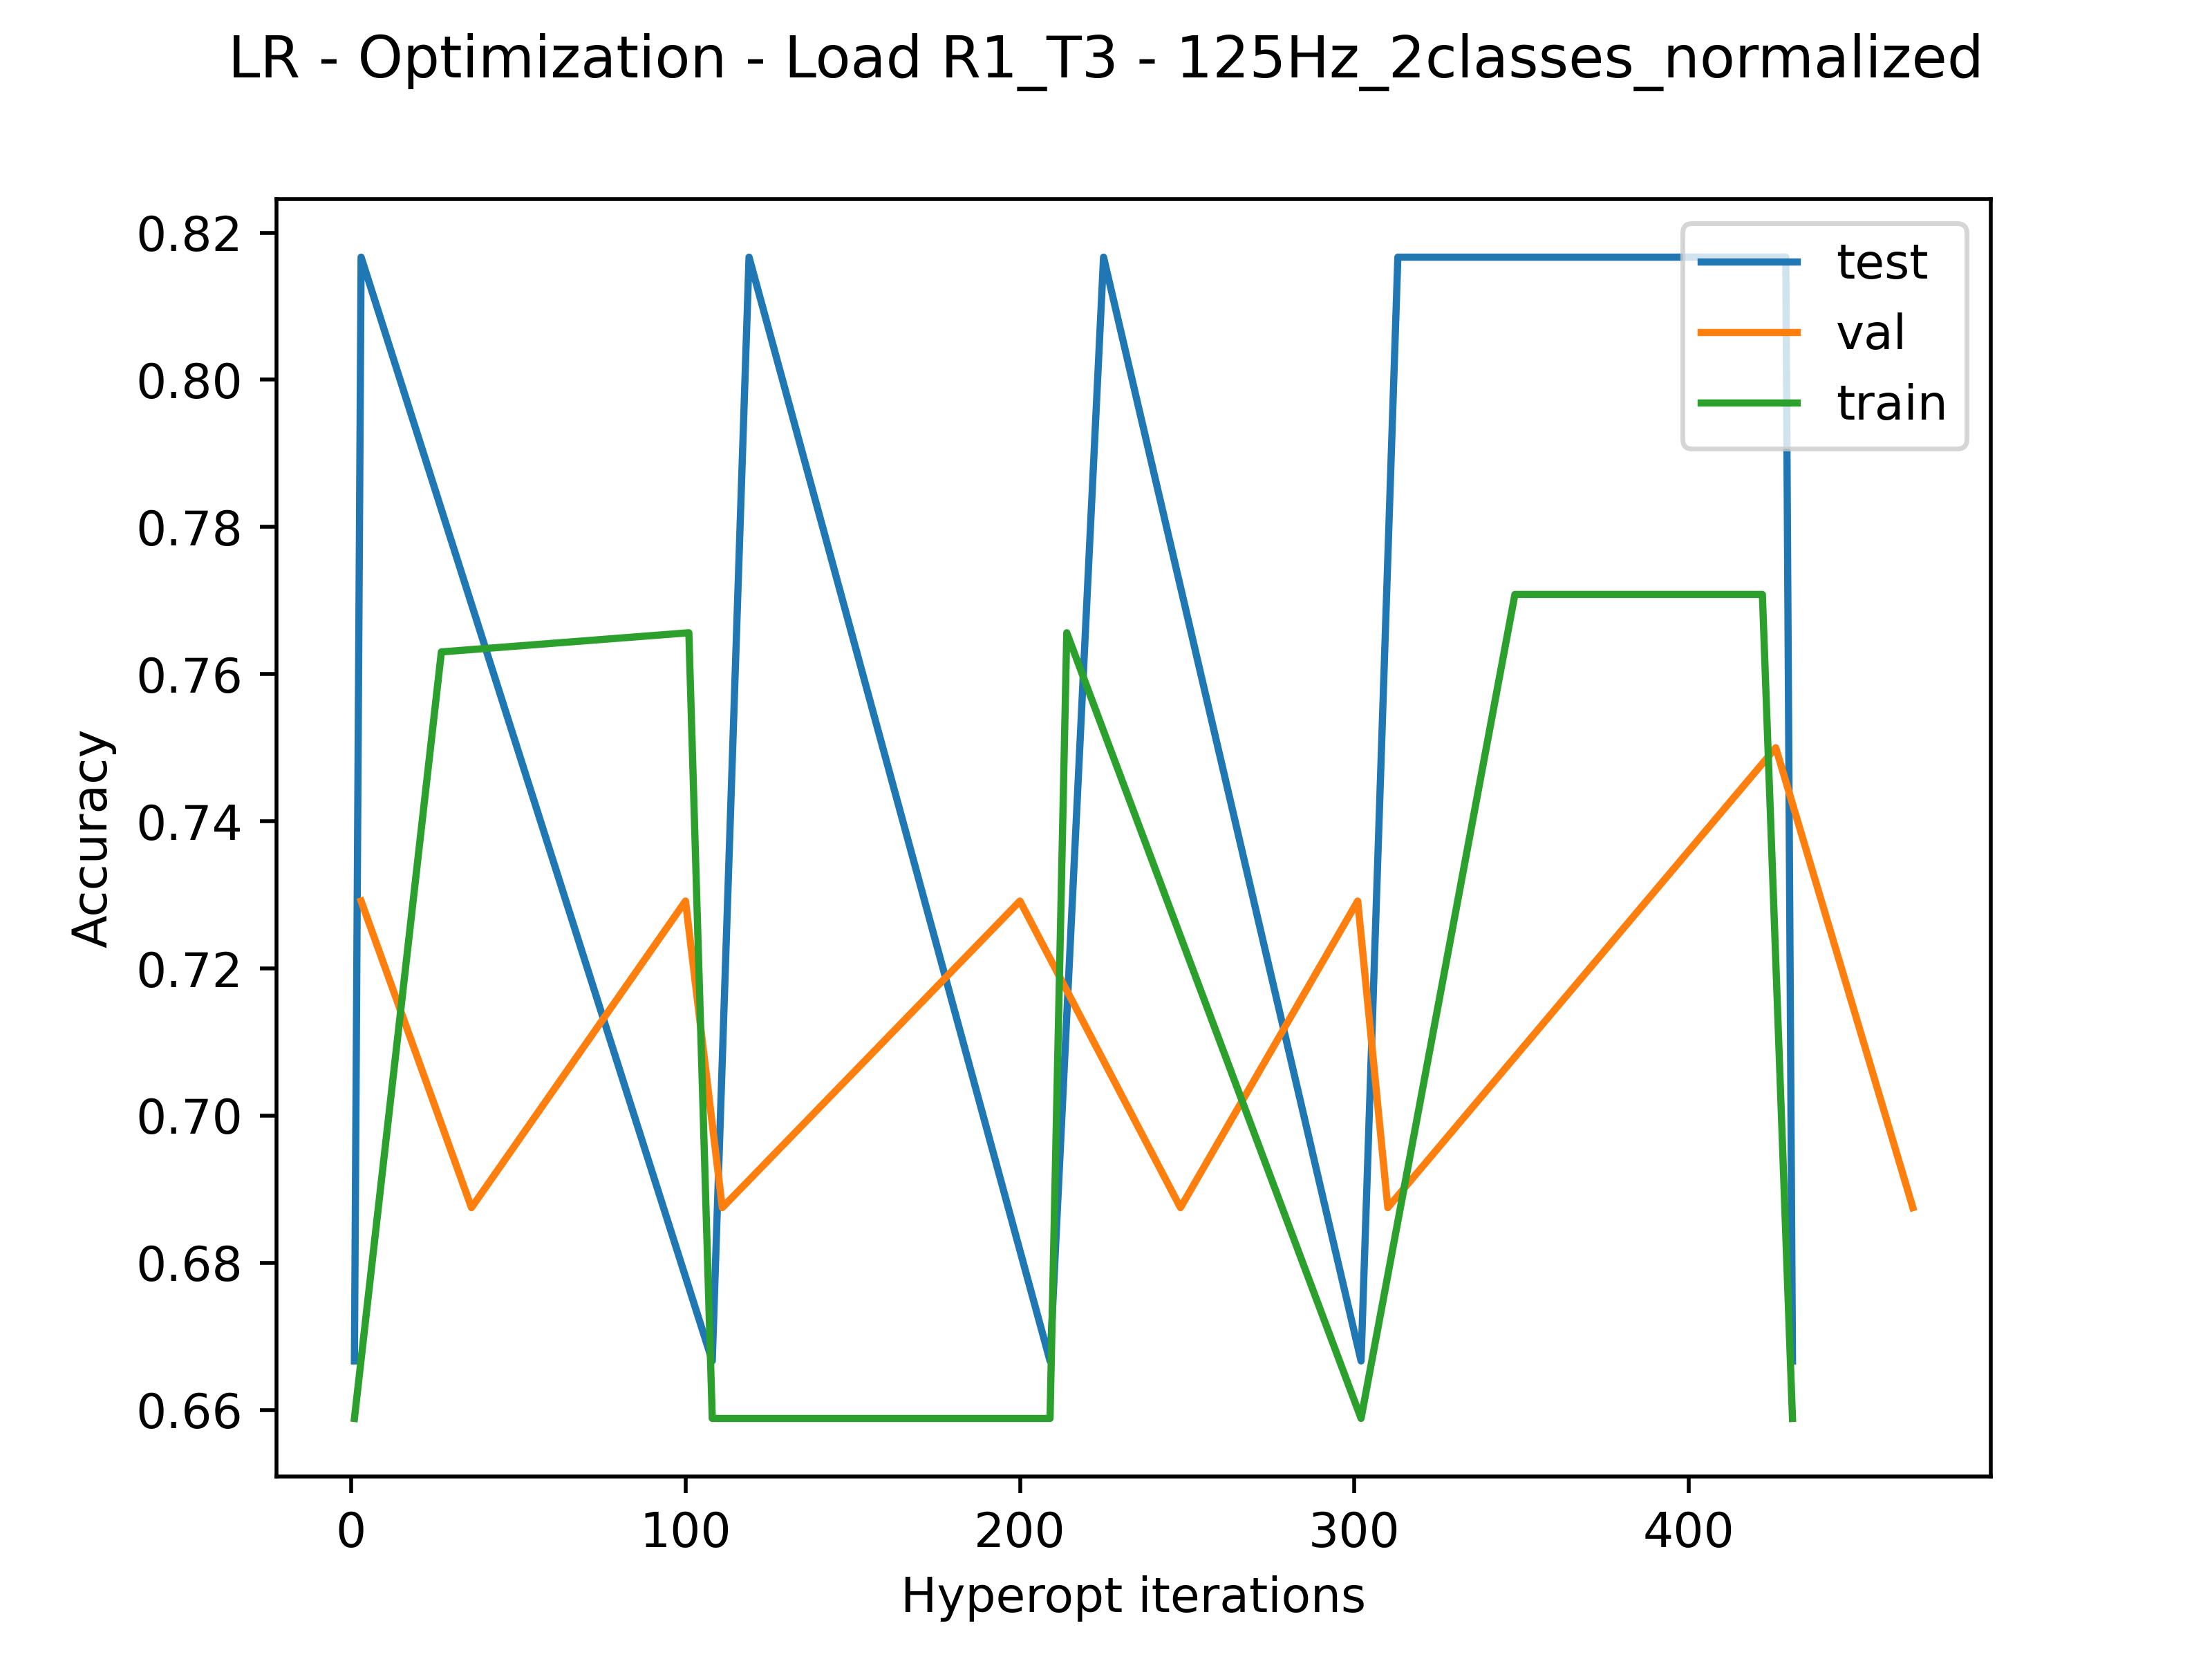 LR - Optimization - Load R1_T3 - 125Hz_2classes_normalized
test
val
train
0.82
0.80
0.78
0.76
0.74
0.72
0.70
0.68
0.66
Accuracy
0 100 200 300 400
Hyperopt iterations